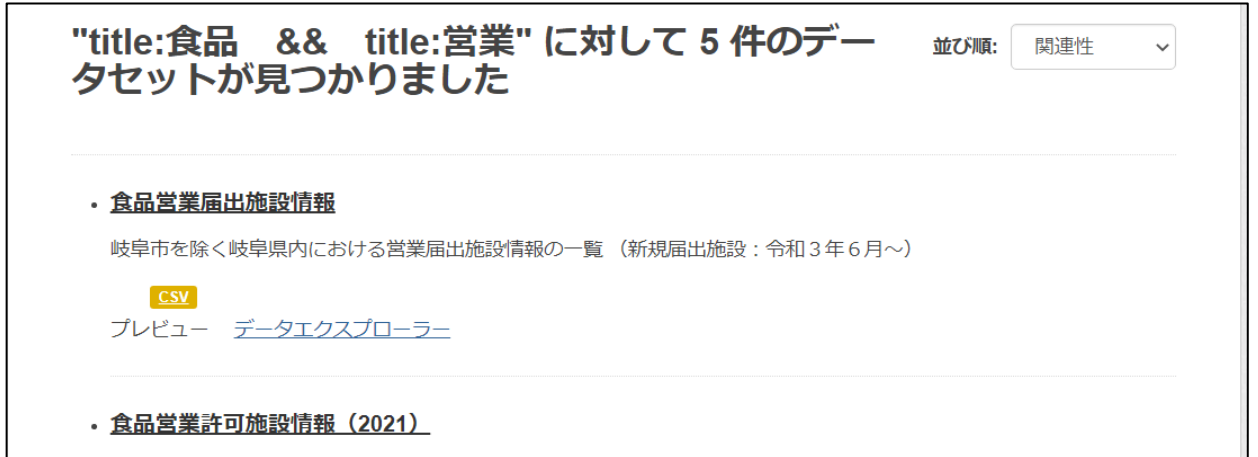 "title:食品　&&　title:営業" に対して 5 件のデー
タセットが見つかりました
並び順:
関連性
食品営業届出施設情報
岐阜市を除く岐阜県内における営業届出施設情報の一覧 （新規届出施設：令和３年６月～）
CSV
プレビュー　データエクスプローラー
食品営業許可施設情報（2021）